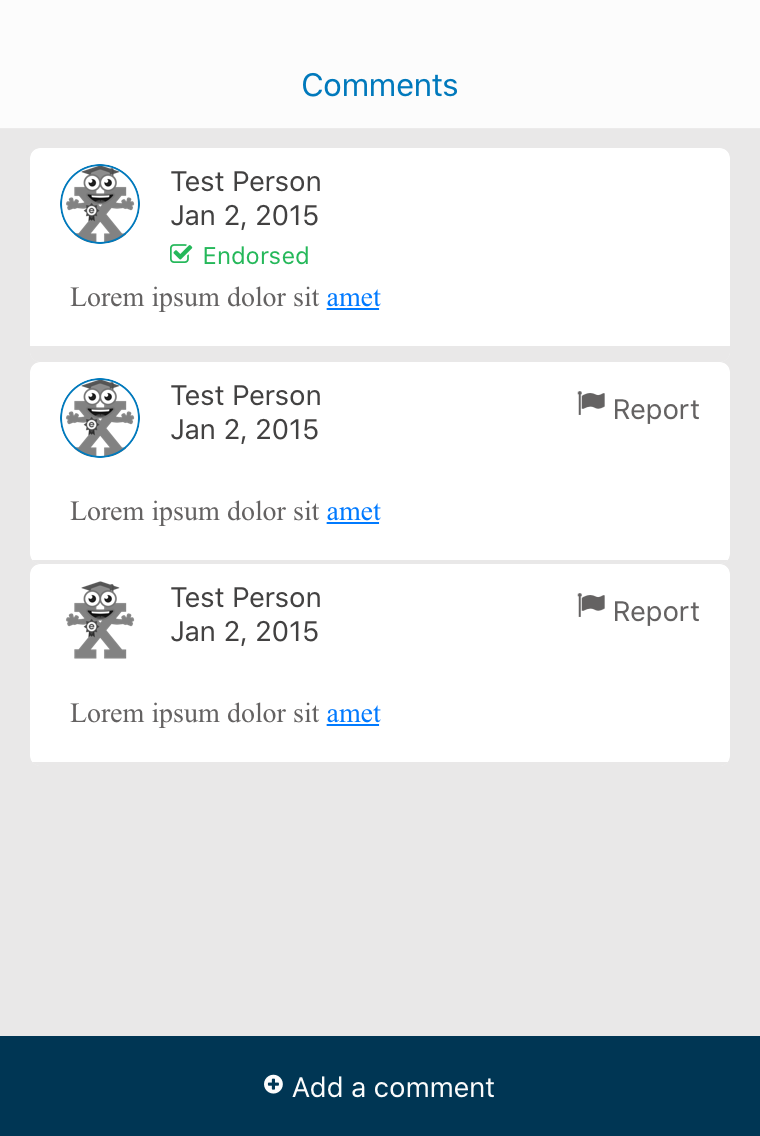 Comments
Test Person
Jan 2, 2015
Endorsed
Lorem ipsum dolor sit amet
Test Person
Report
Jan 2, 2015
Lorem ipsum dolor sit amet
Test Person
Report
Jan 2, 2015
Lorem ipsum dolor sit amet
Add a comment